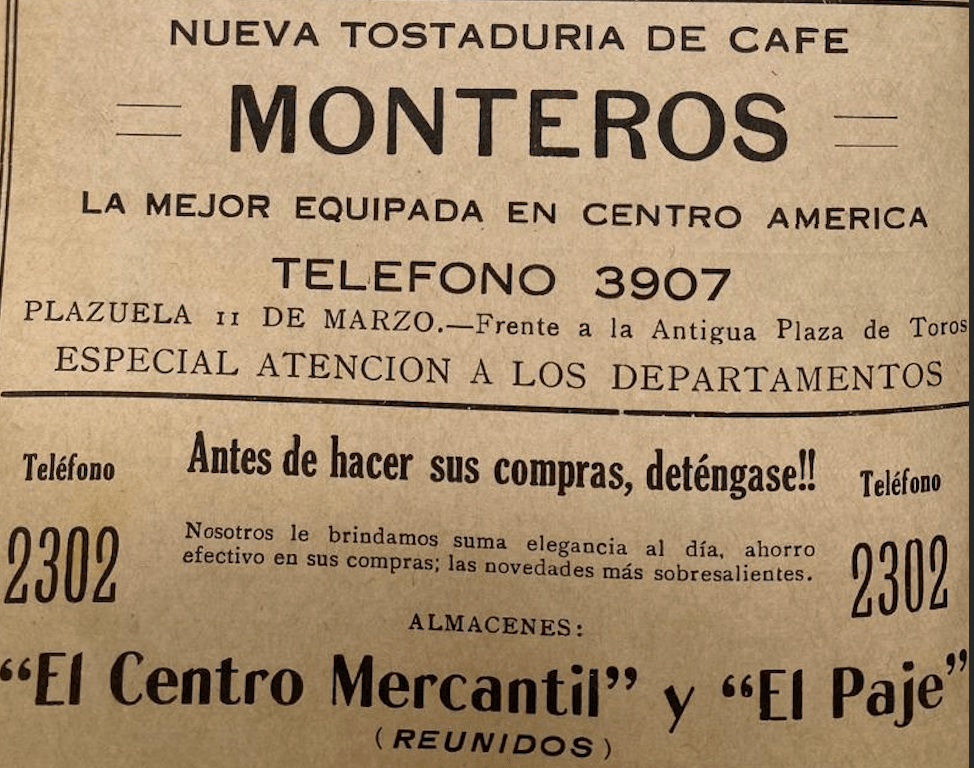 NUEVA TOSTADURIA DE CAFE
MONTEROS
LA MEJOR EQUIPADA EN CENTRO AMERICA
TELEFONO 3907
PLAZUELA 11 DE MARZO.—Frente a la Antigua Plaza de Toros
ESPECIAL ATENCION A LOS DEPARTAMENTOS
Antes de hacer sus compras, deténgase!!
Teléfono
2302
Nosotros le brindamos suma elegancia al día, ahorro
efectivo en sus compras; las novedades más sobresalientes.
Teléfono
2302
ALMACENES:
“El Centro Mercantil” y “El Paje”
(REUNIDOS)